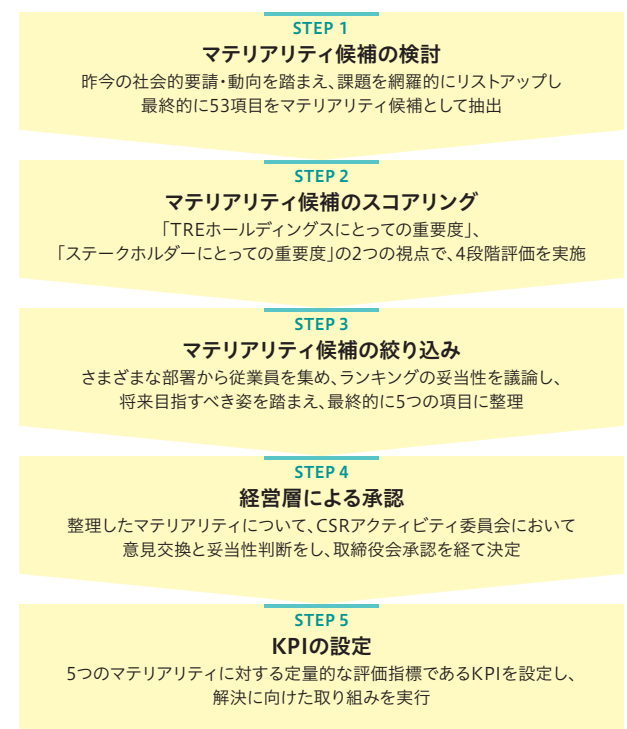 STEP 1
マテリアリティ候補の検討
昨今の社会的要請・動向を踏まえ、課題を網羅的にリストアップし
最終的に53項目をマテリアリティ候補として抽出
STEP 2
マテリアリティ候補のスコアリング
「TREホールディングスにとっての重要度」、
「ステークホルダーにとっての重要度」の2つの視点で、4段階評価を実施
STEP 3
マテリアリティ候補の絞り込み
さまざまな部署から従業員を集め、ランキングの妥当性を議論し、
将来目指すべき姿を踏まえ、最終的に5つの項目に整理
STEP 4
経営層による承認
整理したマテリアリティについて、CSRアクティビティ委員会において
意見交換と妥当性判断をし、取締役会承認を経て決定
STEP 5
KPIの設定
5つのマテリアリティに対する定量的な評価指標であるKPIを設定し、
解決に向けた取り組みを実行